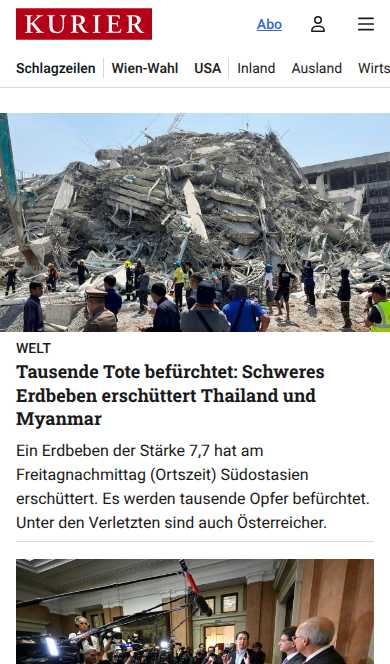 KURIER
Abo
Schlagzeilen Wien-Wahl USA Inland Ausland Wirts
WELT
Tausende Tote befürchtet: Schweres
Erdbeben erschüttert Thailand und
Myanmar
Ein Erdbeben der Stärke 7,7 hat am
Freitagnachmittag (Ortszeit) Südostasien
erschüttert. Es werden tausende Opfer befürchtet.
Unter den Verletzten sind auch Österreicher.